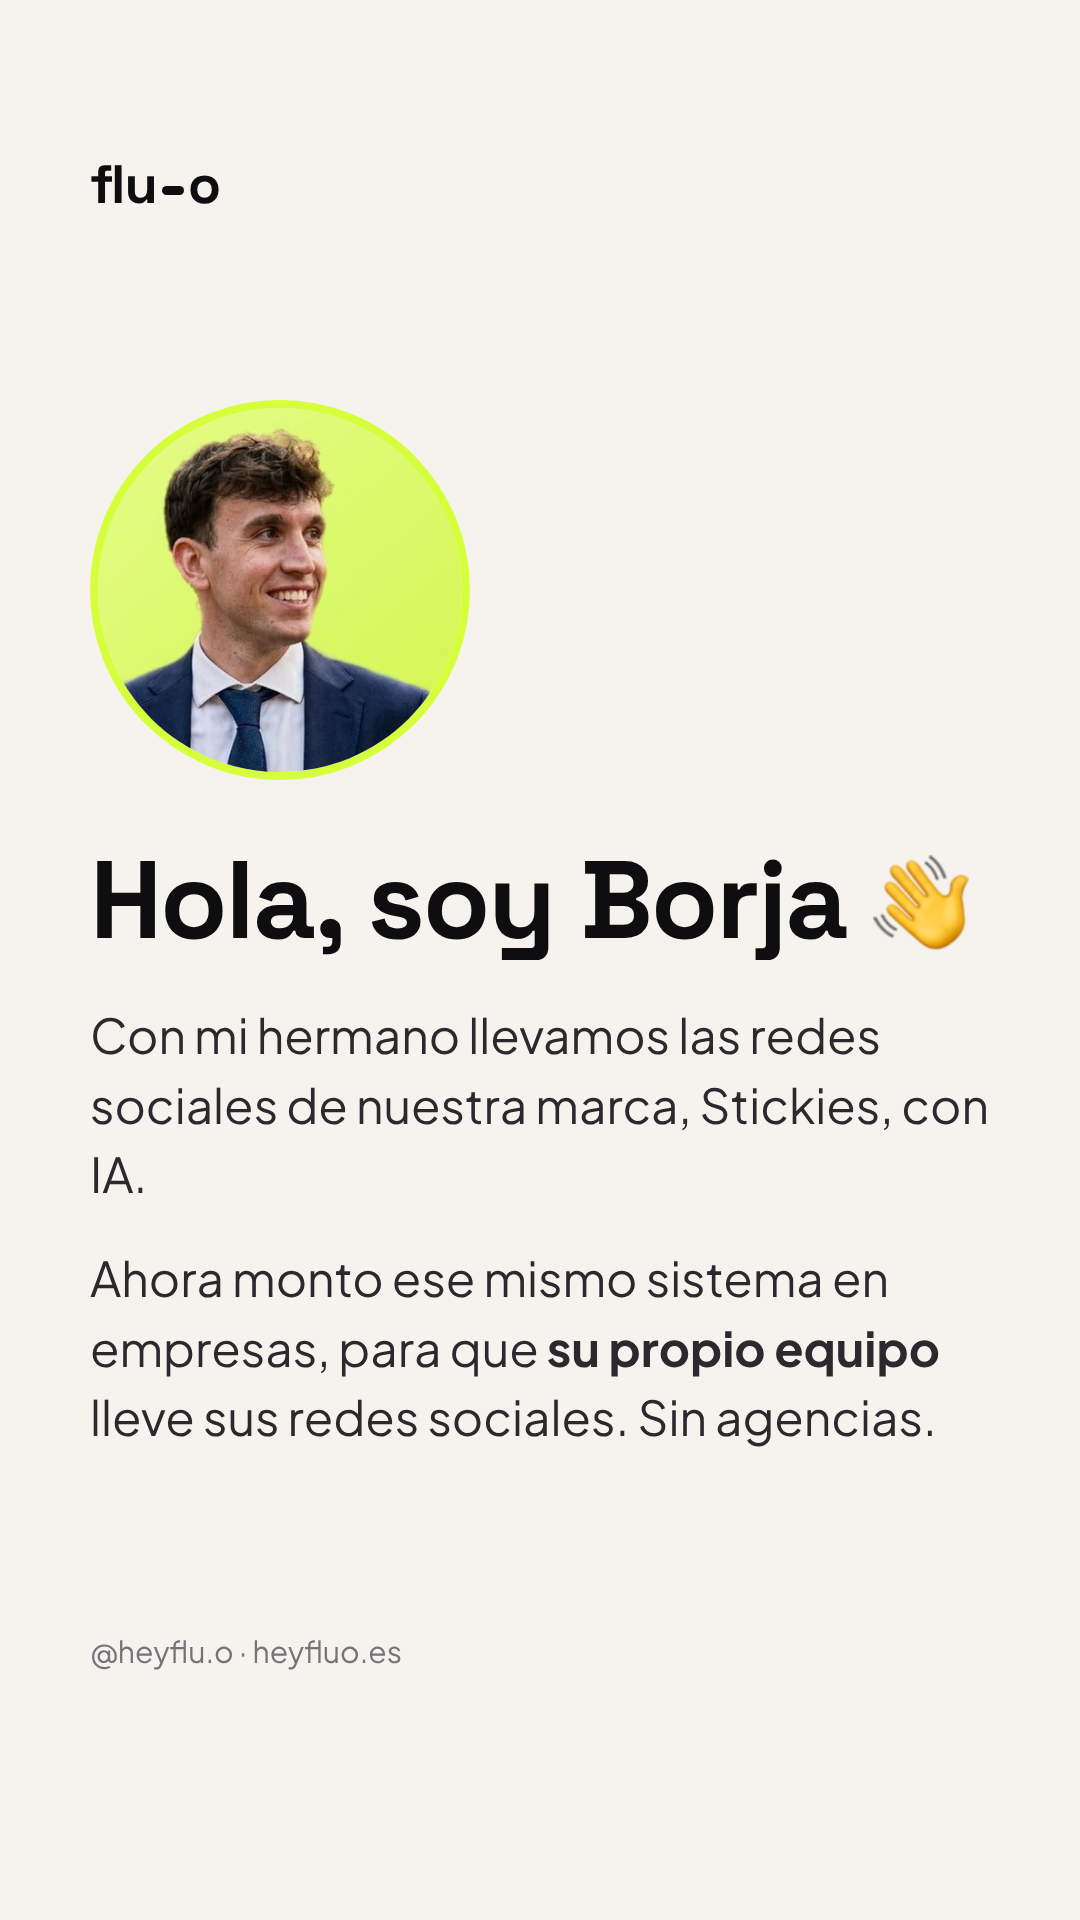 flu-o
Hola, soy Borja 👋
Con mi hermano llevamos las redes
sociales de nuestra marca, Stickies, con
IA.
Ahora monto ese mismo sistema en
empresas, para que su propio equipo
lleve sus redes sociales. Sin agencias.
@heyflu.o · heyfluo.es